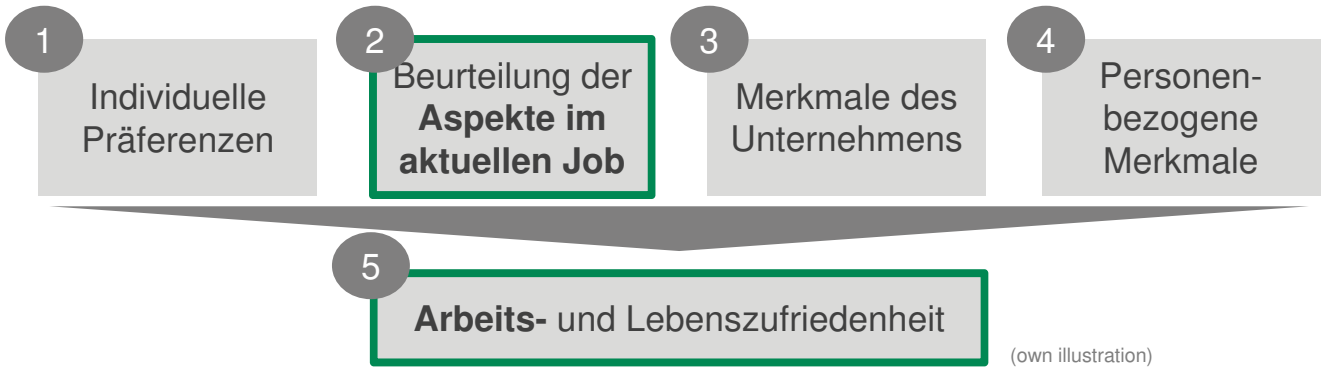 1
Individuelle
Präferenzen
2
Beurteilung der
Aspekte im
aktuellen Job
3
Merkmale des
Unternehmens
4
Personen-
bezogene
Merkmale
5
Arbeits- und Lebenszufriedenheit
(own illustration)